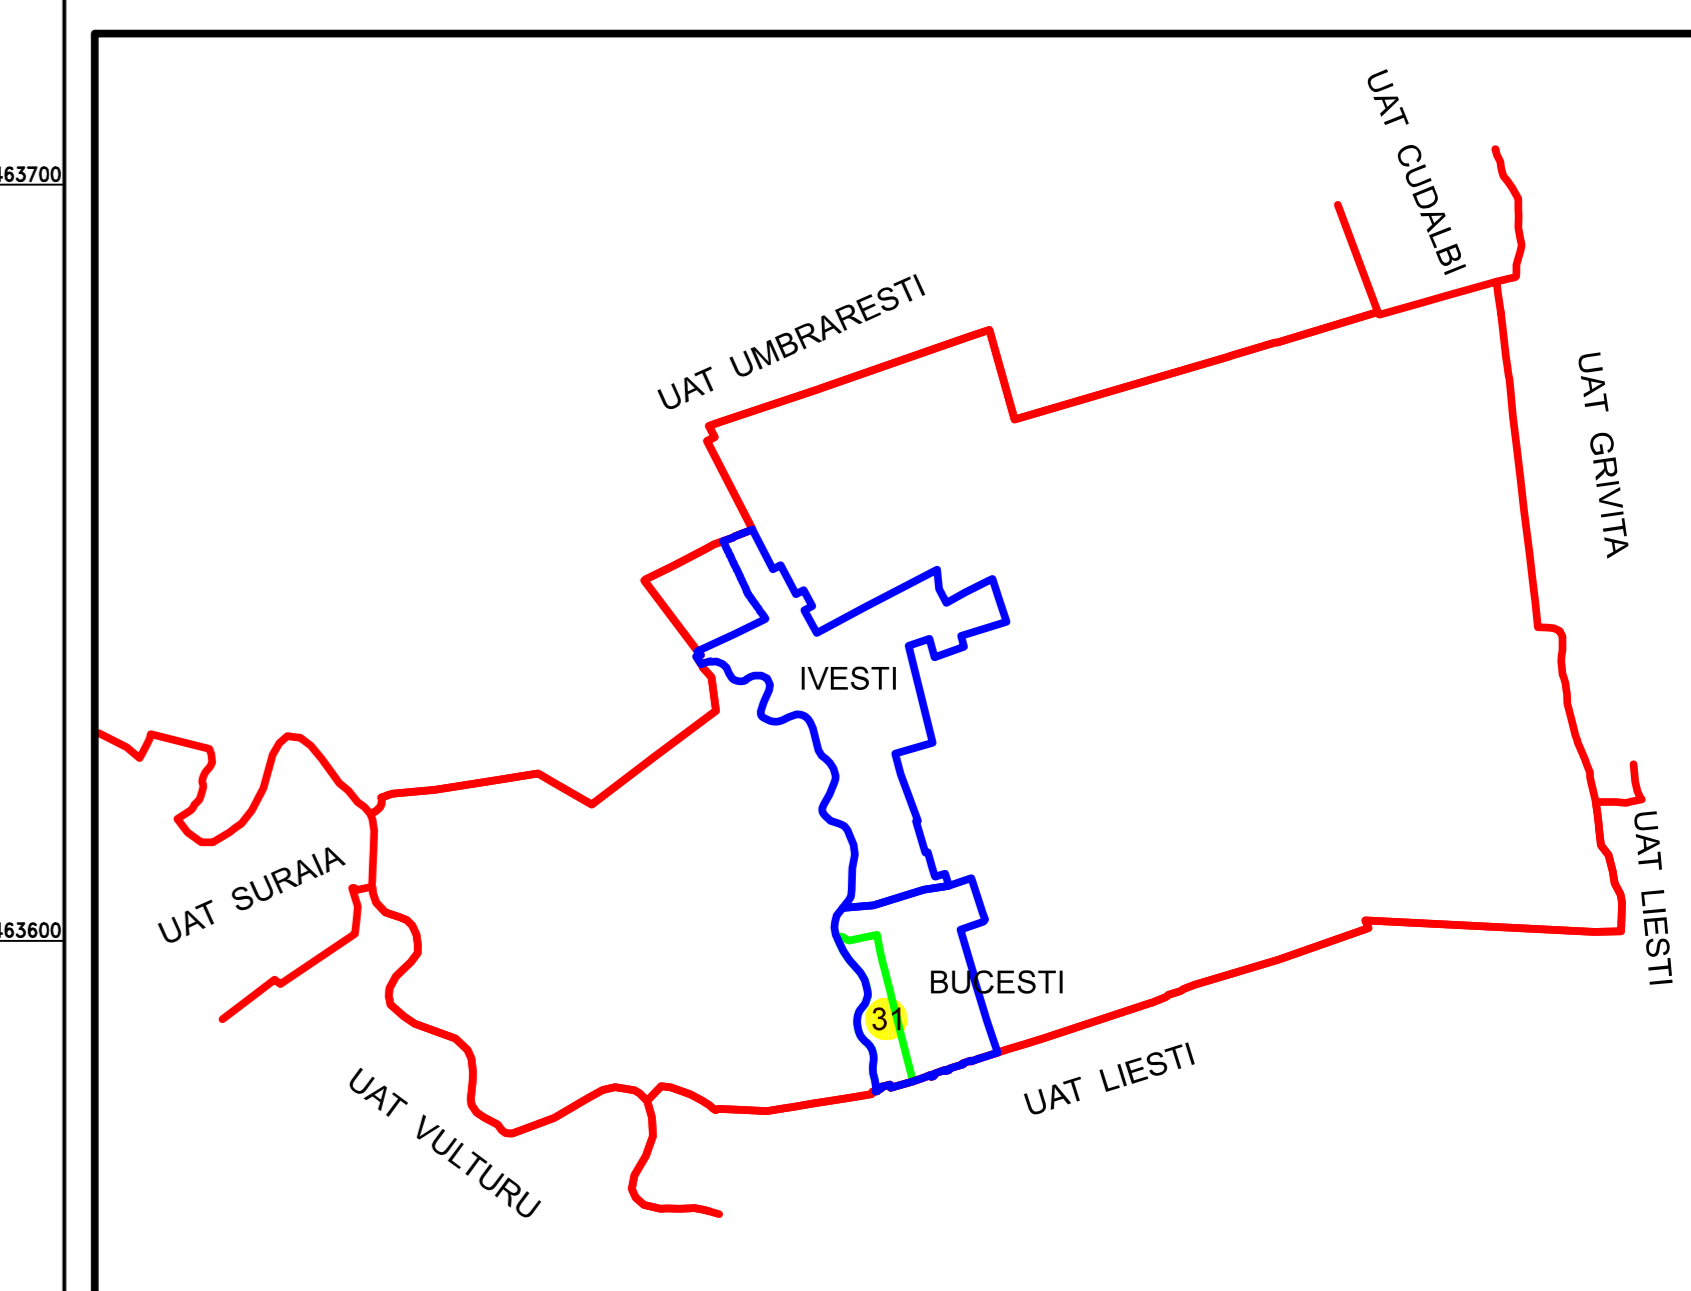 UAT CUDALBI
463700
UAT UMBRARESTI
UAT GRIVITA
IVESTI
UAT SURAIA
UAT LIESTI
463600
BUCESTI
31
UAT LIESTI
UAT VULTURU